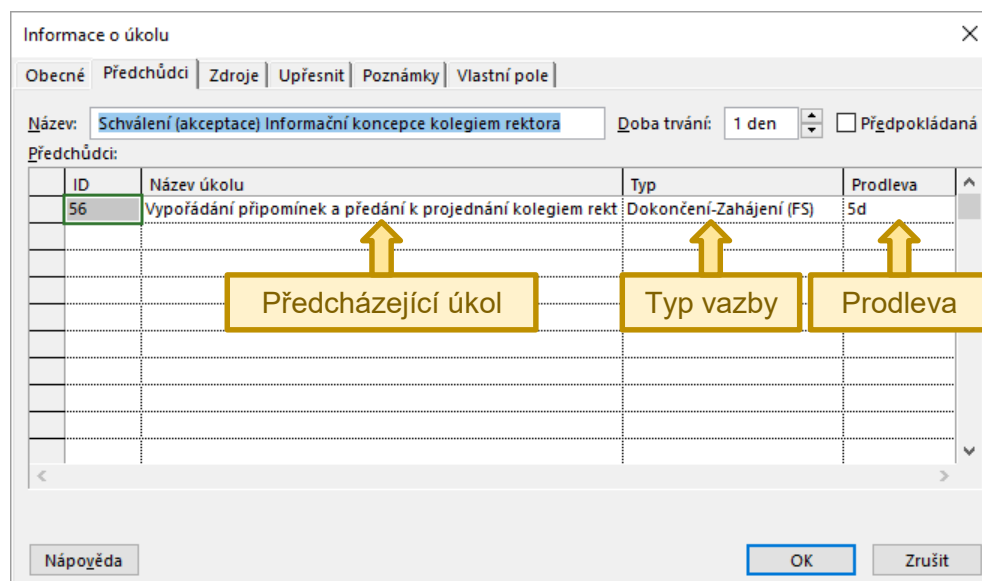 Informace o úkolu
Obecné Předchůdci Zdroje Upřesnit Poznámky Vlastní pole
Název: Schválení (akceptace) Informační koncepce kolegiem rektora Doba trvání: 1 den Předpokládaná
Předchůdci:
ID Název úkolu Typ Prodleva
56 Vypořádání připomínek a předání k projednání kolegiem rekt Dokončení-Zahájení (FS) 5d
Předcházející úkol Typ vazby Prodleva
Nápověda OK Zrušit